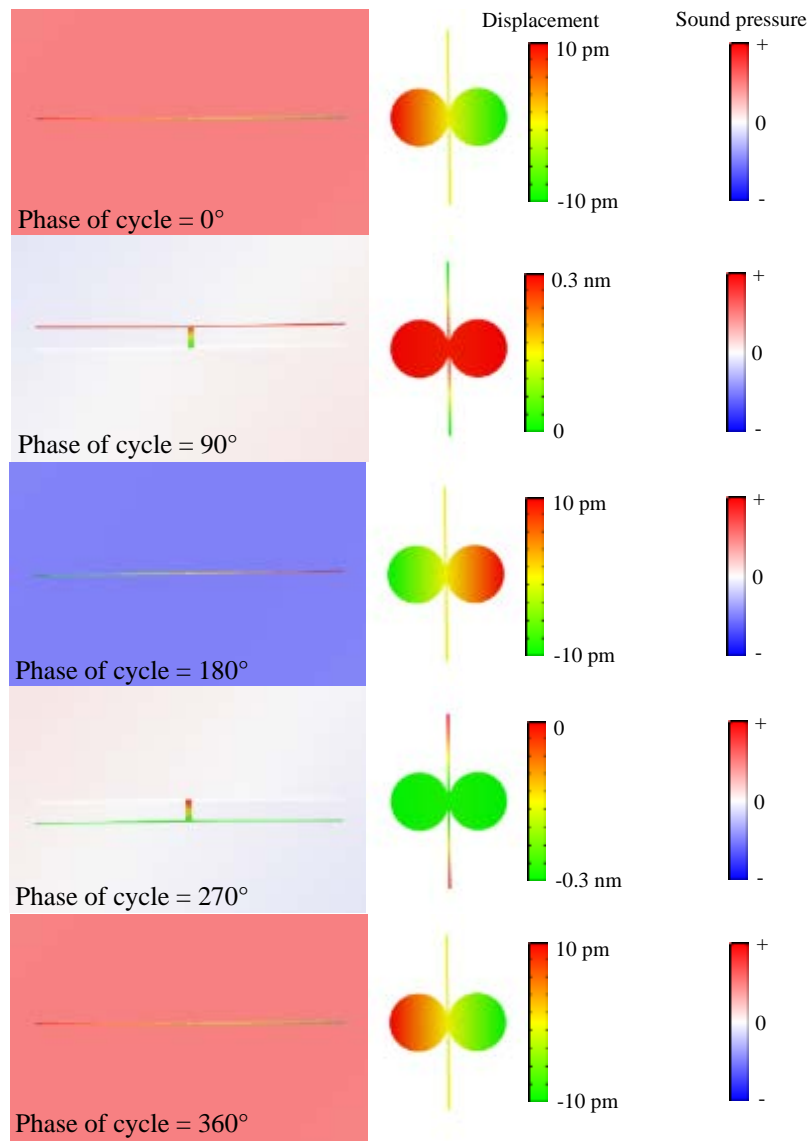 Displacement
Sound pressure
10 pm
-10 pm
+
0
-
Phase of cycle = 0°
0.3 nm
0
+
0
-
Phase of cycle = 90°
10 pm
-10 pm
+
0
-
Phase of cycle = 180°
0
-0.3 nm
+
0
-
Phase of cycle = 270°
10 pm
-10 pm
+
0
-
Phase of cycle = 360°